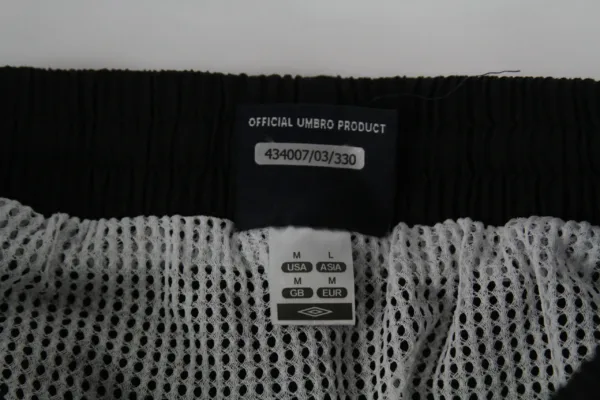 OFFICIAL UMBRO PRODUCT
434007/03/330
M L
USA ASIA
M M
GB EUR